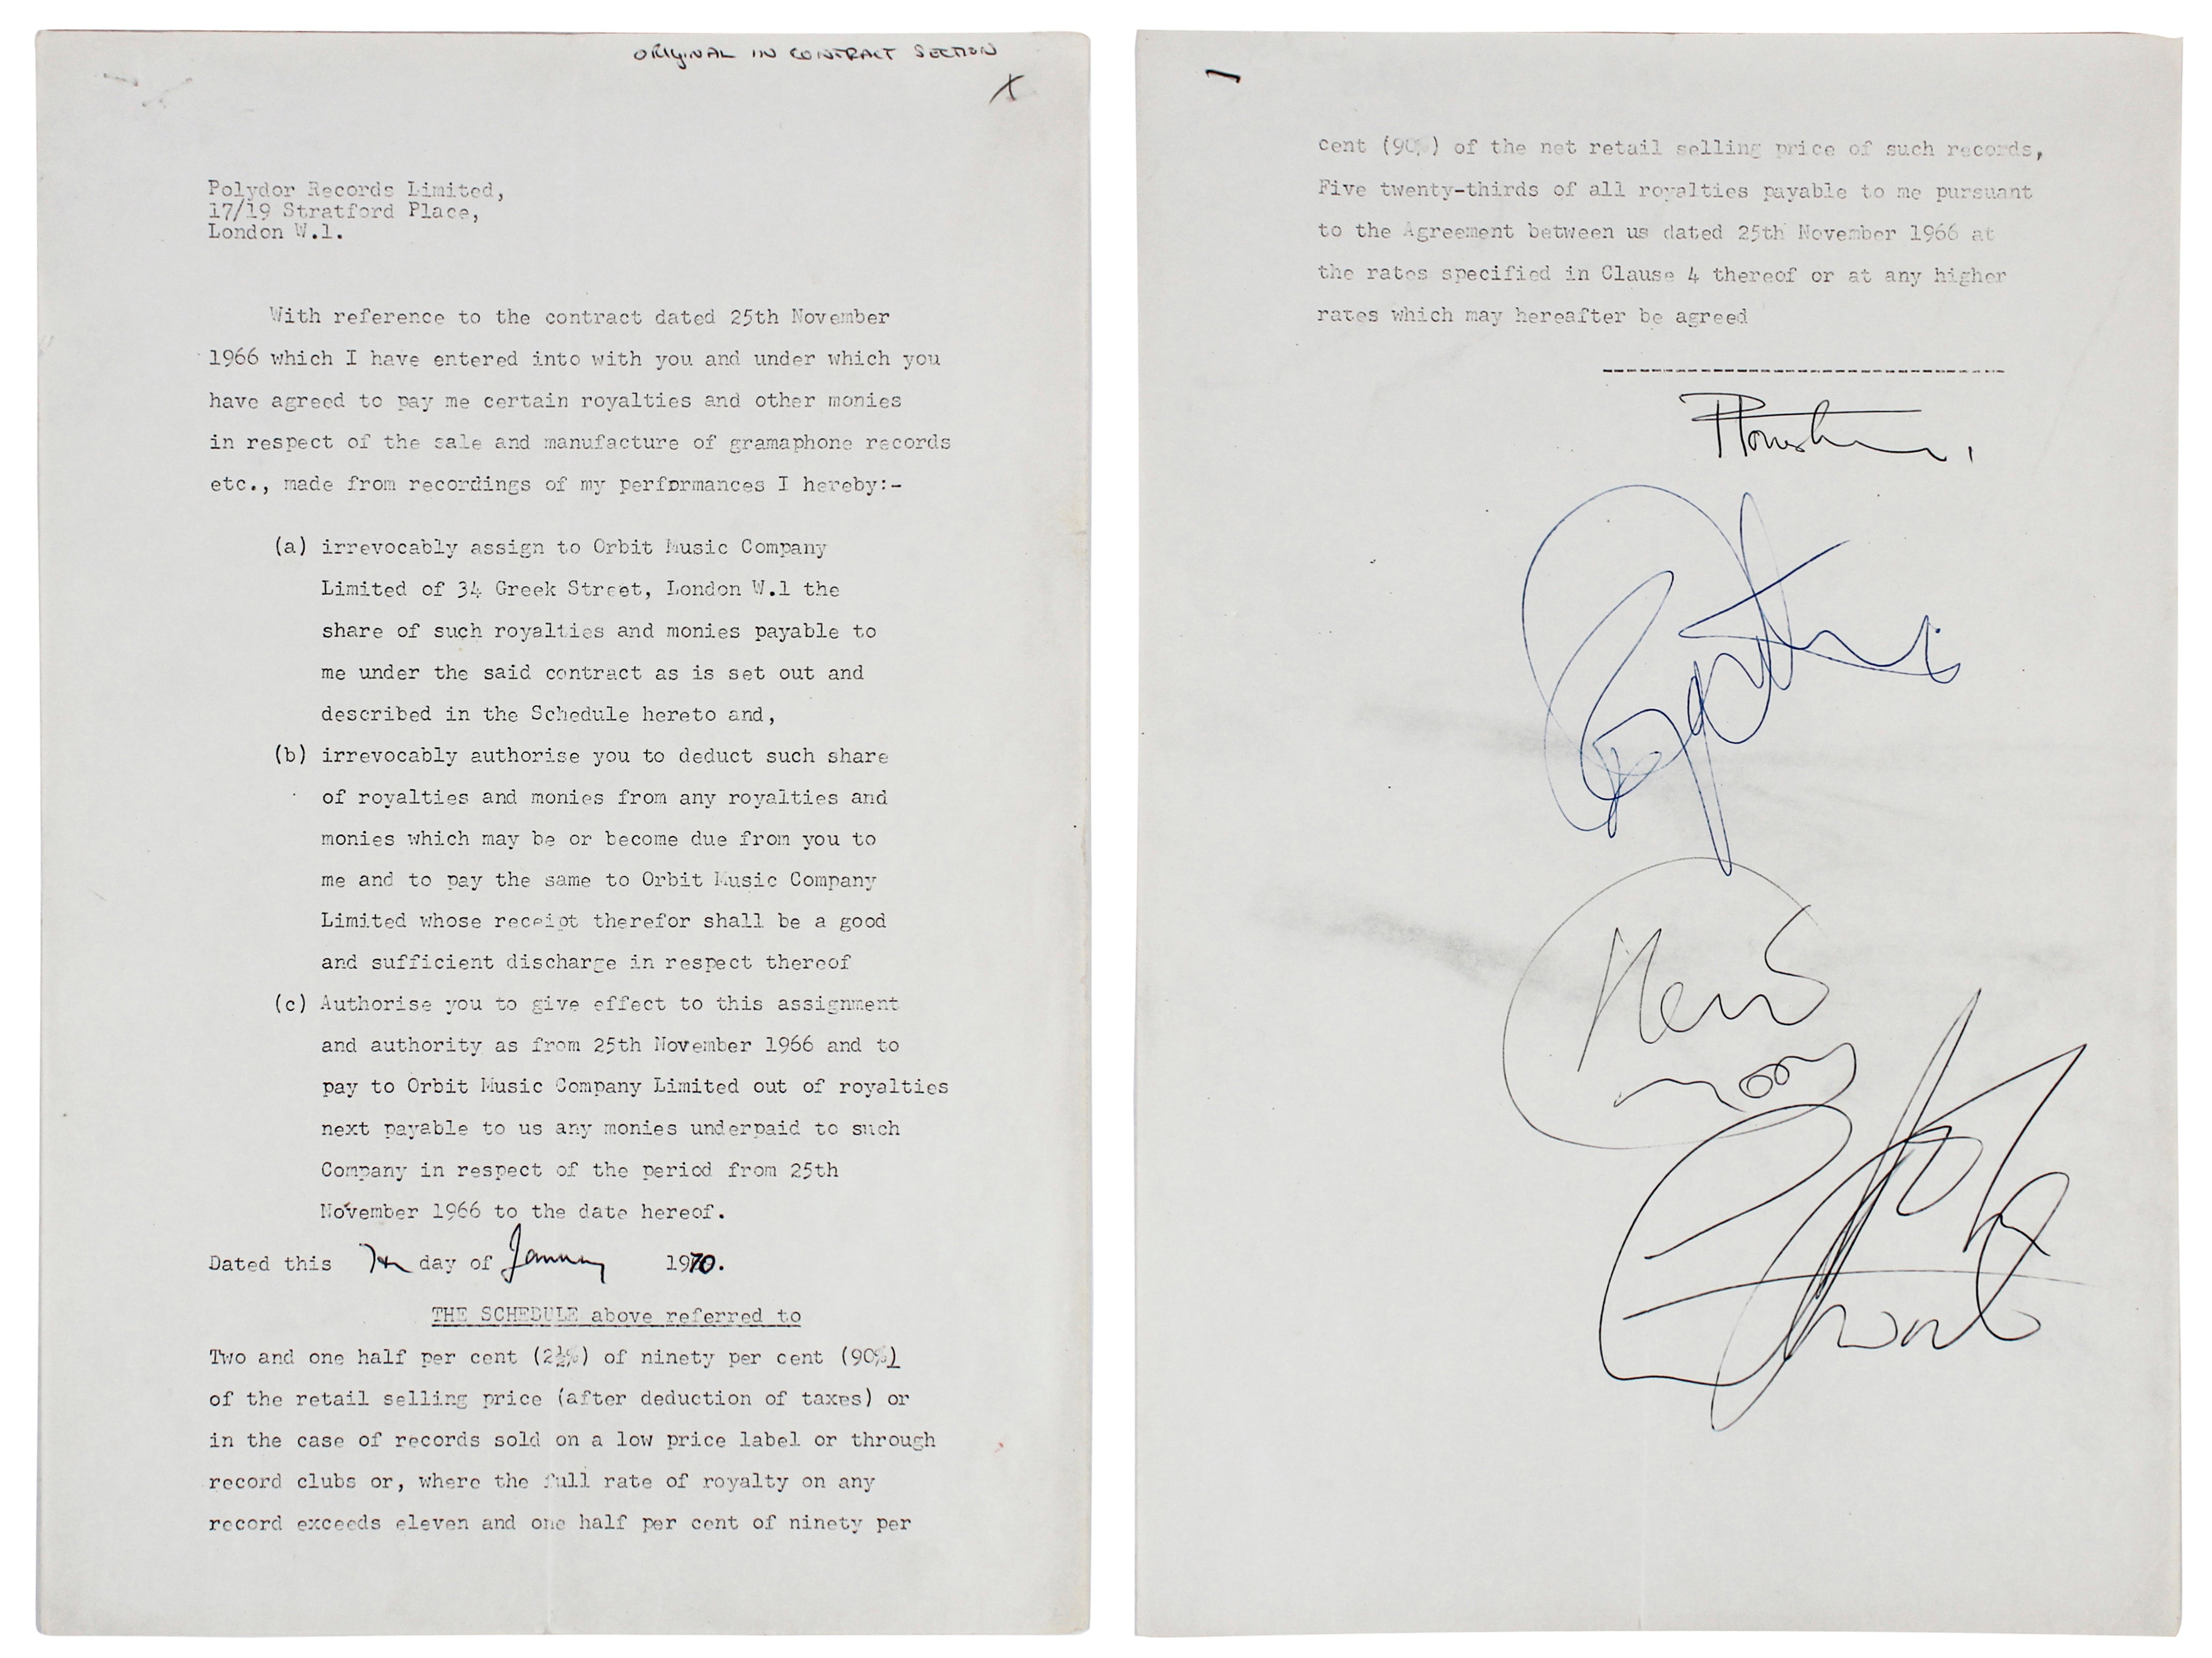 ORIGINAL IN CONTRACT SECTION
X
Polydor Records Limited,
17/19 Stratford Place,
London W.1.
With reference to the contract dated 25th November
1966 which I have entered into with you and under which you
have agreed to pay me certain royalties and other monies
in respect of the sale and manufacture of gramaphone records
etc., made from recordings of my performances I hereby:-
(a) irrevocably assign to Orbit Music Company
Limited of 34 Greek Street, London W.1 the
share of such royalties and monies payable to
me under the said contract as is set out and
described in the Schedule hereto and,
(b) irrevocably authorise you to deduct such share
of royalties and monies from any royalties and
monies which may be or become due from you to
me and to pay the same to Orbit Music Company
Limited whose receipt therefor shall be a good
and sufficient discharge in respect thereof
(c) Authorise you to give effect to this assignment
and authority as from 25th November 1966 and to
pay to Orbit Music Company Limited out of royalties
next payable to us any monies underpaid to such
Company in respect of the period from 25th
November 1966 to the date hereof.
Dated this 7th day of January 1970.
THE SCHEDULE above referred to
Two and one half per cent (2½%) of ninety per cent (90%)
of the retail selling price (after deduction of taxes) or
in the case of records sold on a low price label or through
record clubs or, where the full rate of royalty on any
record exceeds eleven and one half per cent of ninety per
cent (90%) of the net retail selling price of such records,
Five twenty-thirds of all royalties payable to me pursuant
to the Agreement between us dated 25th November 1966 at
the rates specified in Clause 4 thereof or at any higher
rates which may hereafter be agreed
Keith
Moon